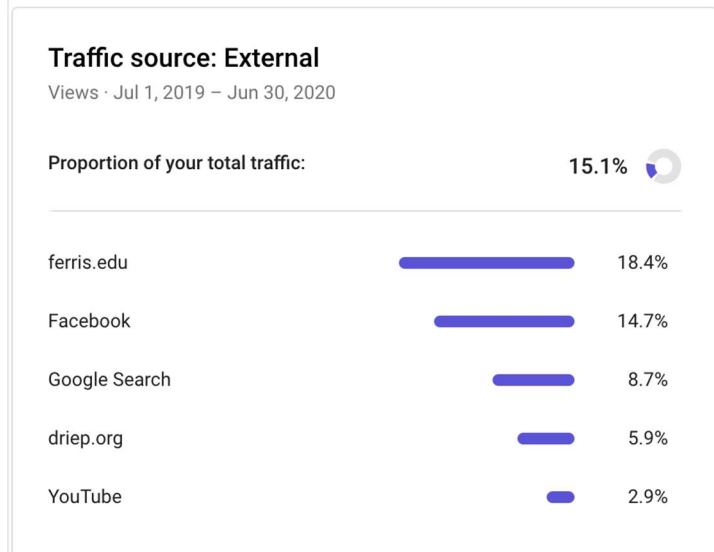 Traffic source: External
Views · Jul 1, 2019 – Jun 30, 2020
Proportion of your total traffic: 15.1%
ferris.edu 18.4%
Facebook 14.7%
Google Search 8.7%
driep.org 5.9%
YouTube 2.9%